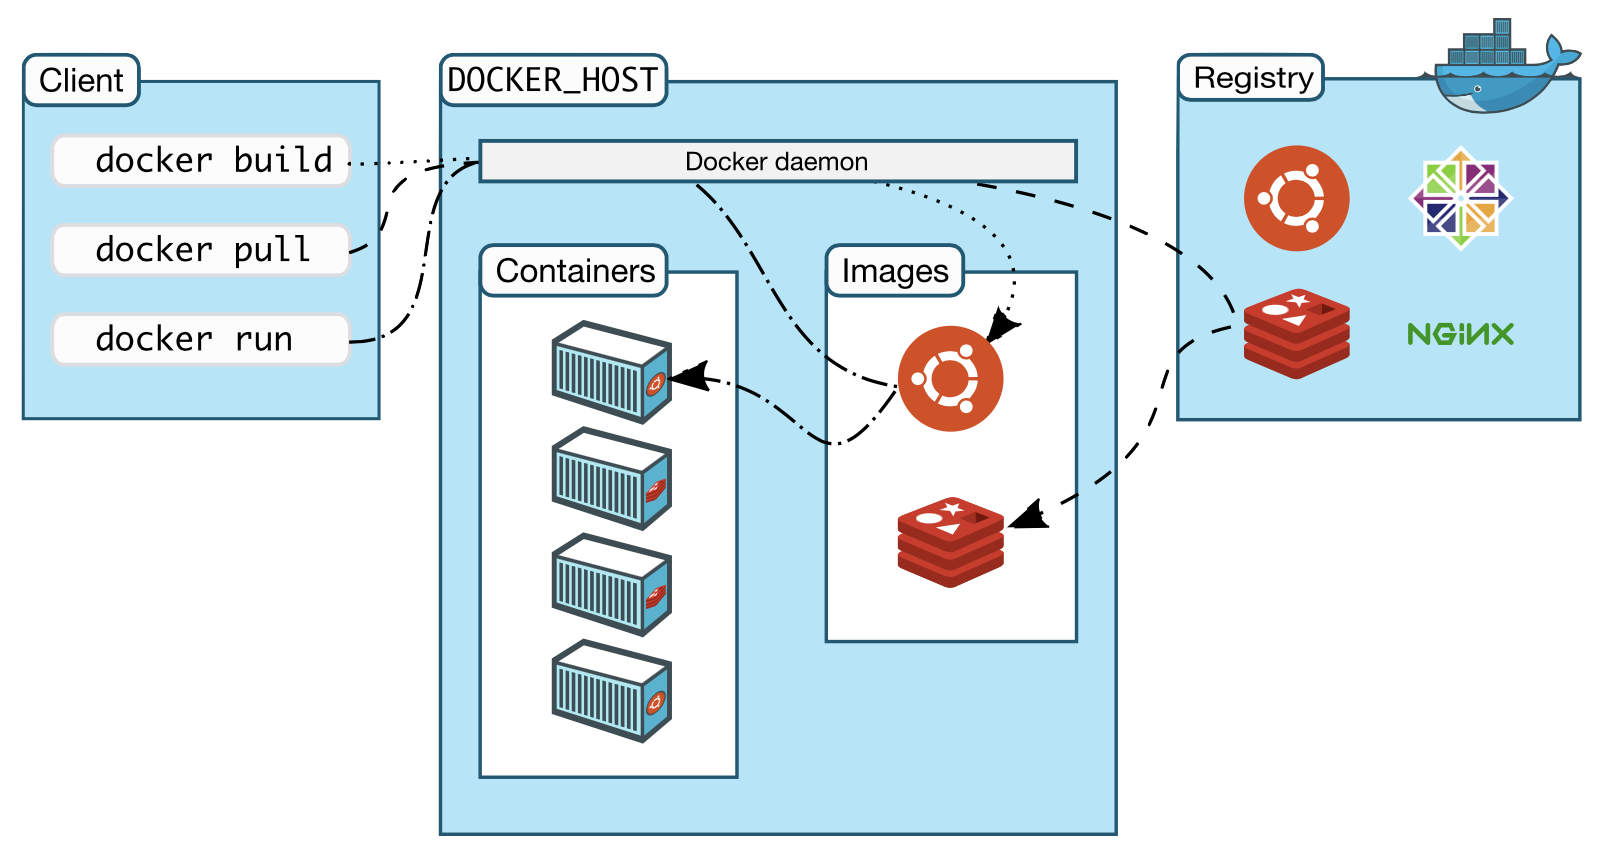 Client
DOCKER_HOST
Registry
docker build
docker pull
docker run
Docker daemon
Containers
Images
NGINX